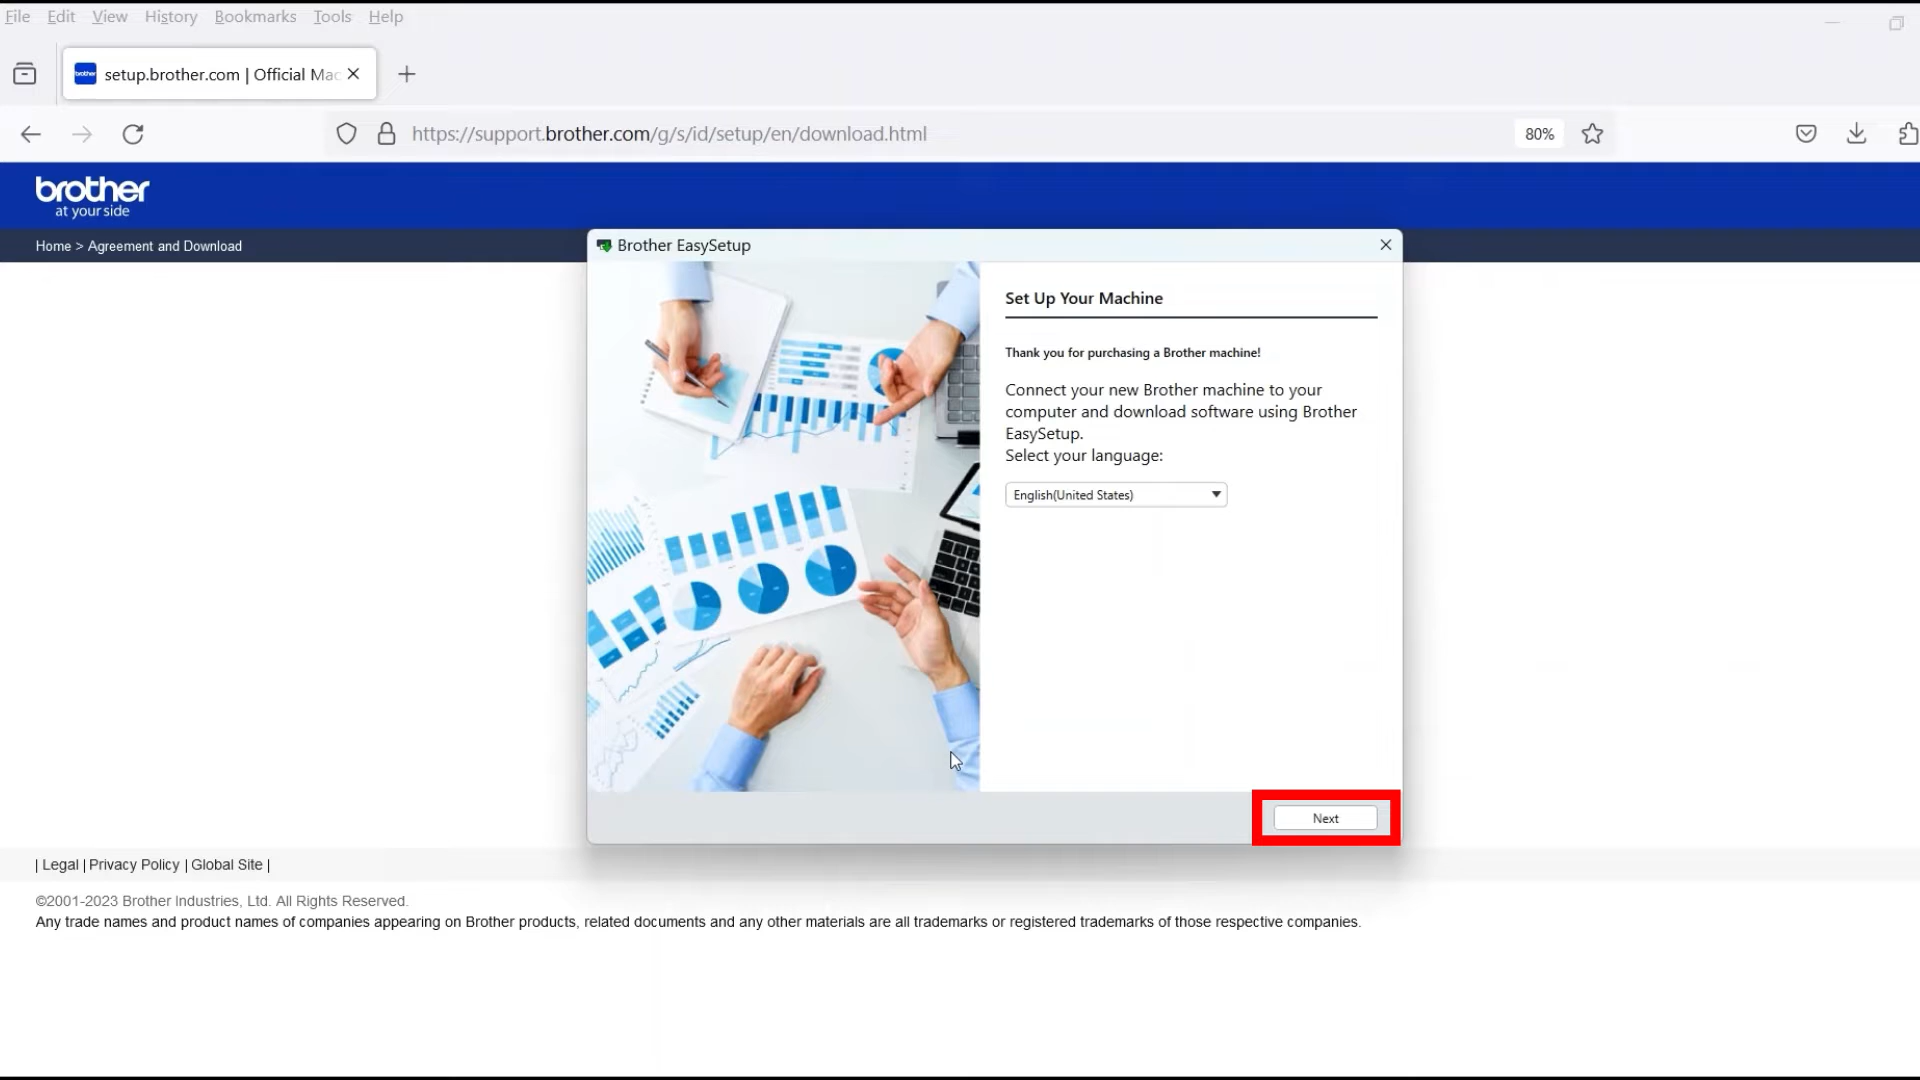 File Edit View History Bookmarks Tools Help
brother setup.brother.com | Official Mac
https://support.brother.com/g/s/id/setup/en/download.html 80%
brother
at your side
Home > Agreement and Download
Brother EasySetup
Set Up Your Machine
Thank you for purchasing a Brother machine!
Connect your new Brother machine to your
computer and download software using Brother
EasySetup.
Select your language:
English(United States)
Next
| Legal | Privacy Policy | Global Site |
©2001-2023 Brother Industries, Ltd. All Rights Reserved.
Any trade names and product names of companies appearing on Brother products, related documents and any other materials are all trademarks or registered trademarks of those respective companies.